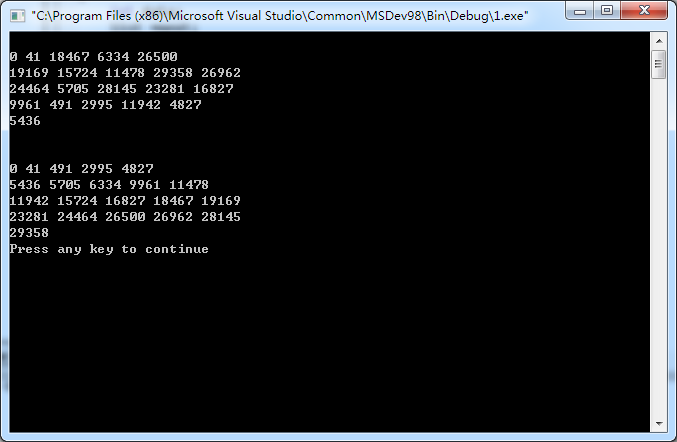 "C:\Program Files (x86)\Microsoft Visual Studio\Common\MSDev98\Bin\Debug\1.exe"
0 41 18467 6334 26500
19169 15724 11478 29358 26962
24464 5705 28145 23281 16827
9961 491 2995 11942 4827
5436
0 41 491 2995 4827
5436 5705 6334 9961 11478
11942 15724 16827 18467 19169
23281 24464 26500 26962 28145
29358
Press any key to continue